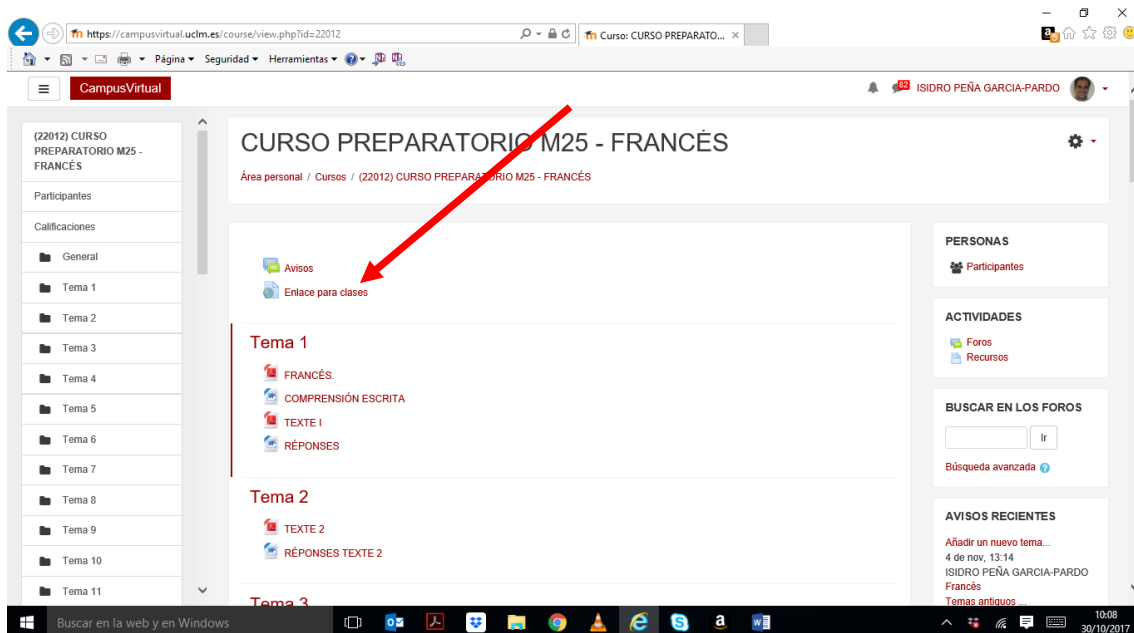 https://campusvirtual.uclm.es/course/view.php?id=22012
Curso: CURSO PREPARATO...
Página Seguridad Herramientas
CampusVirtual
82 ISIDRO PEÑA GARCIA-PARDO
(22012) CURSO
PREPARATORIO M25 -
FRANCÉS
Participantes
Calificaciones
General
Tema 1
Tema 2
Tema 3
Tema 4
Tema 5
Tema 6
Tema 7
Tema 8
Tema 9
Tema 10
Tema 11
CURSO PREPARATORIO M25 - FRANCÉS
Área personal / Cursos / (22012) CURSO PREPARATORIO M25 - FRANCÉS
Avisos
Enlace para clases
Tema 1
FRANCÉS.
COMPRENSIÓN ESCRITA
TEXTE I
RÉPONSES
Tema 2
TEXTE 2
RÉPONSES TEXTE 2
Tema 3
PERSONAS
Participantes
ACTIVIDADES
Foros
Recursos
BUSCAR EN LOS FOROS
Ir
Búsqueda avanzada
AVISOS RECIENTES
Añadir un nuevo tema...
4 de nov, 13:14
ISIDRO PEÑA GARCIA-PARDO
Francés
Temas antiguos ...
Buscar en la web y en Windows
10:08
30/10/2017